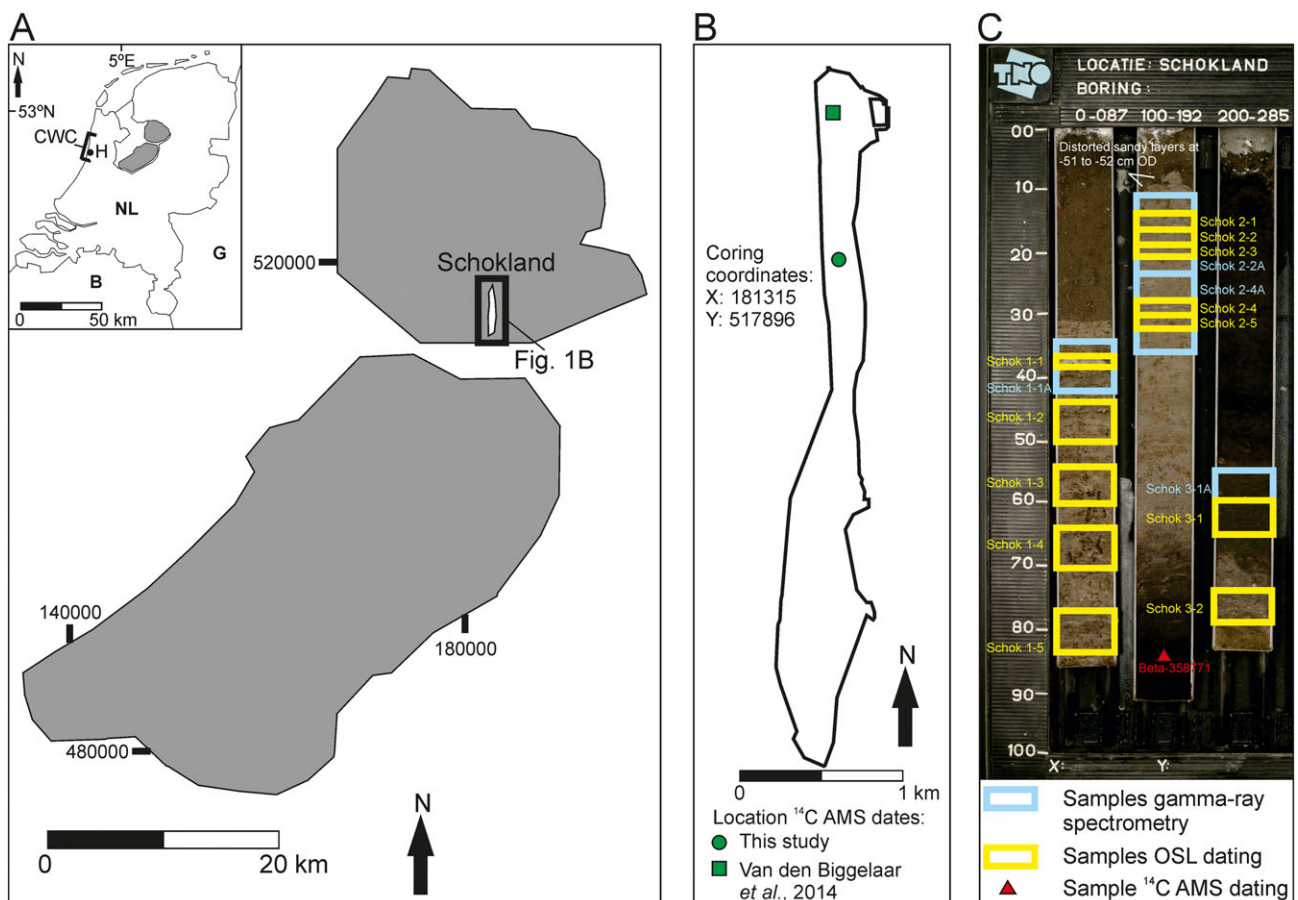 A
N
5ºE
53ºN
CWC
H
NL
G
B
0 50 km
520000
Schokland
Fig. 1B
140000
180000
480000
N
0 20 km
B
Coring
coordinates:
X: 181315
Y: 517896
N
0 1 km
Location ¹⁴C AMS dates:
This study
Van den Biggelaar
et al., 2014
C
TNO
LOCATIE: SCHOKLAND
BORING :
0-087 100-192 200-285
Distorted sandy layers at
-51 to -52 cm OD
00
10
20
30
40
50
60
70
80
90
100
Schok 1-1
Schok 1-1A
Schok 1-2
Schok 1-3
Schok 1-4
Schok 1-5
Schok 2-1
Schok 2-2
Schok 2-3
Schok 2-2A
Schok 2-4A
Schok 2-4
Schok 2-5
Schok 3-1A
Schok 3-1
Schok 3-2
Beta-358771
X: Y:
Samples gamma-ray
spectrometry
Samples OSL dating
Sample ¹⁴C AMS dating